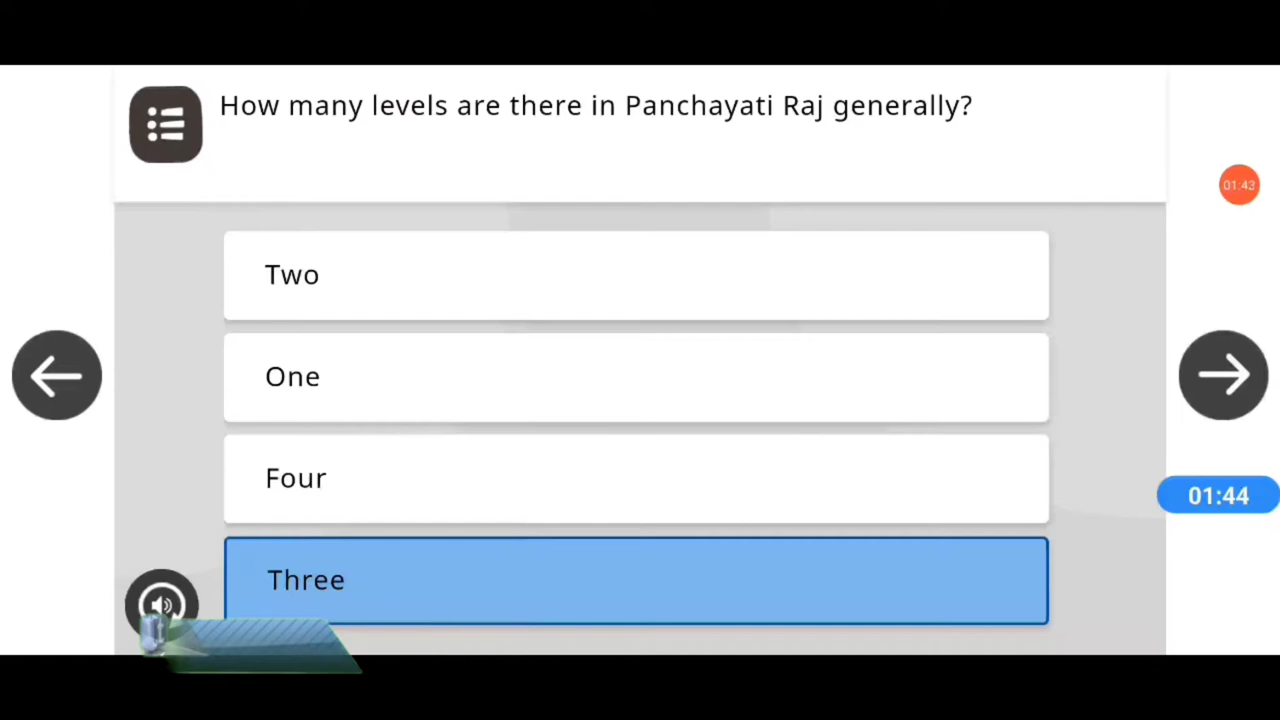 How many levels are there in Panchayati Raj generally?
01:43
Two
One
Four
01:44
Three